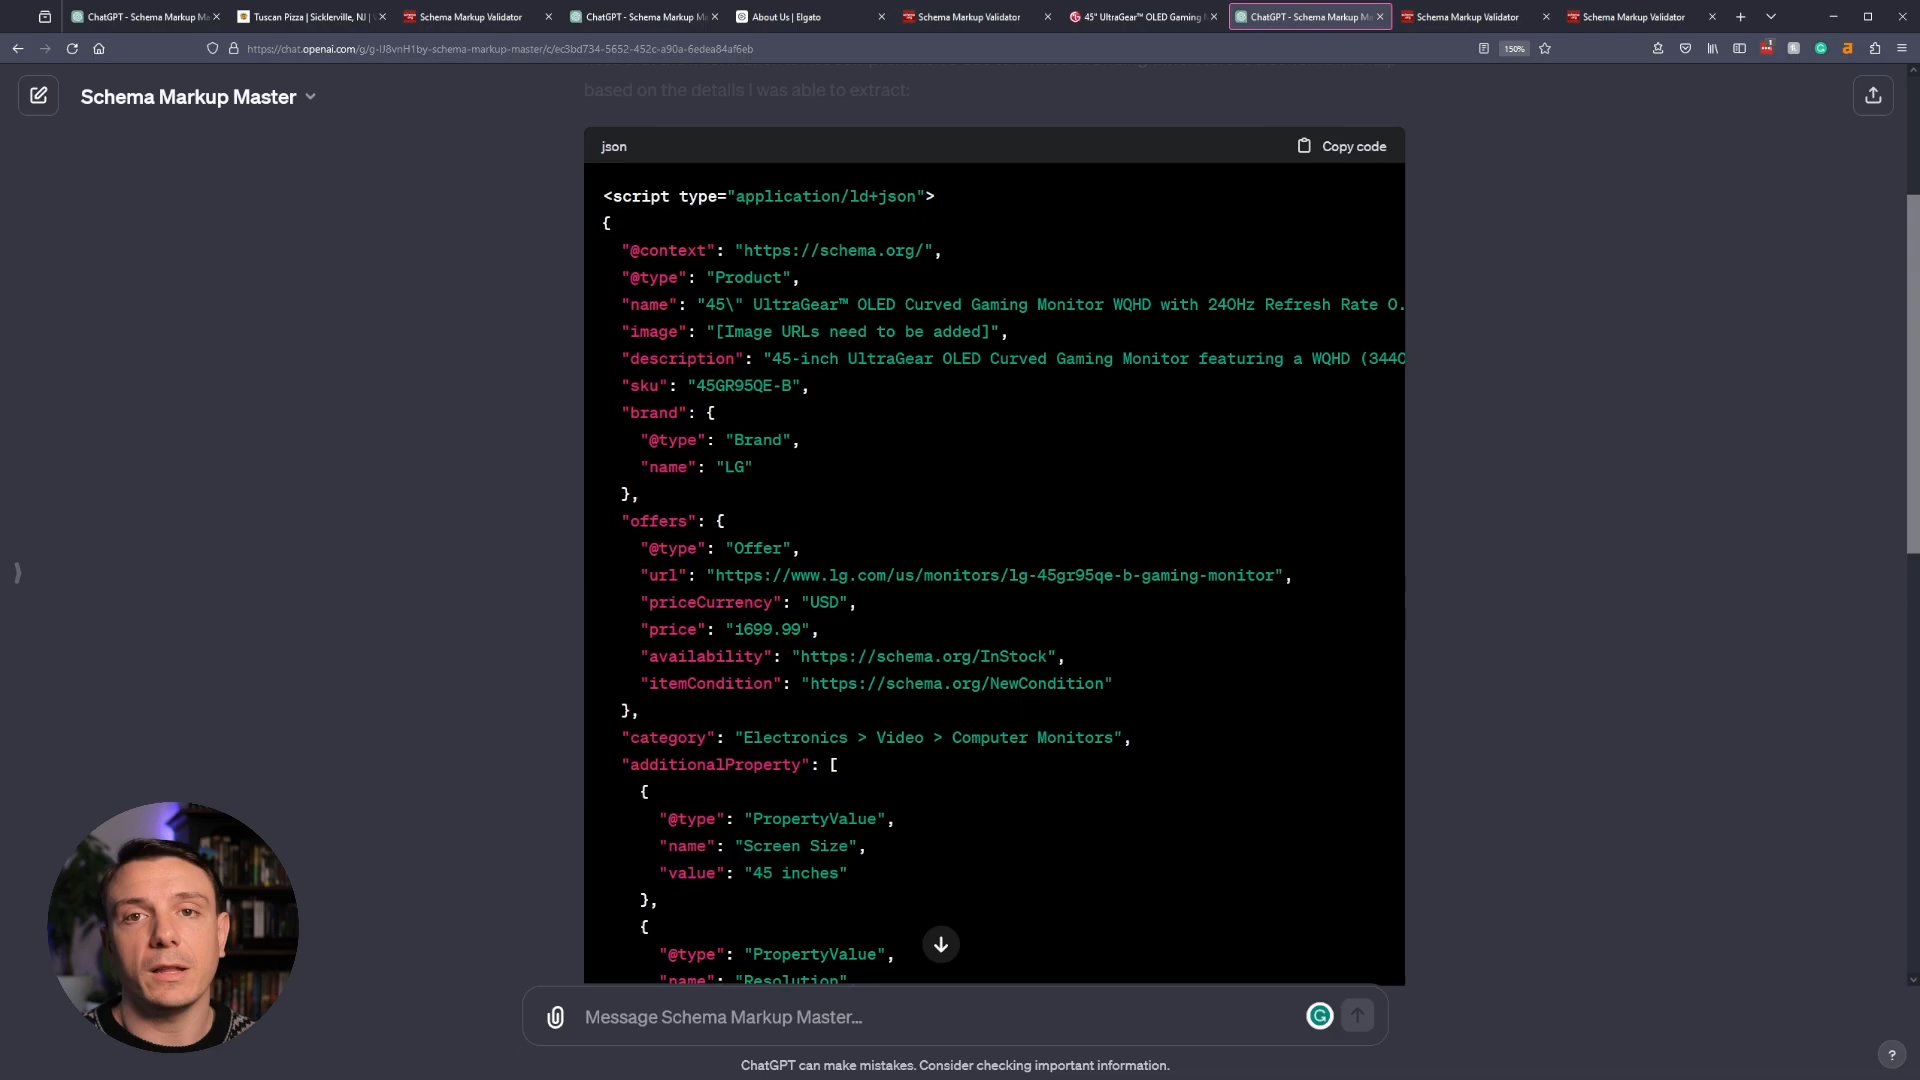 ChatGPT - Schema Markup Ma
Tuscan Pizza | Sicklerville, NJ |
Schema Markup Validator
ChatGPT - Schema Markup Ma
About Us | Elgato
Schema Markup Validator
45" UltraGear™ OLED Gaming
ChatGPT - Schema Markup Ma
Schema Markup Validator
Schema Markup Validator
https://chat.openai.com/g/g-IJ8vnH1by-schema-markup-master/c/ec3bd734-5652-452c-a90a-6edea84af6eb
150%
Schema Markup Master
based on the details I was able to extract:
json
Copy code
<script type="application/ld+json">
{
"@context": "https://schema.org/",
"@type": "Product",
"name": "45\" UltraGear™ OLED Curved Gaming Monitor WQHD with 240Hz Refresh Rate 0.
"image": "[Image URLs need to be added]",
"description": "45-inch UltraGear OLED Curved Gaming Monitor featuring a WQHD (3440
"sku": "45GR95QE-B",
"brand": {
"@type": "Brand",
"name": "LG"
},
"offers": {
"@type": "Offer",
"url": "https://www.lg.com/us/monitors/lg-45gr95qe-b-gaming-monitor",
"priceCurrency": "USD",
"price": "1699.99",
"availability": "https://schema.org/InStock",
"itemCondition": "https://schema.org/NewCondition"
},
"category": "Electronics > Video > Computer Monitors",
"additionalProperty": [
{
"@type": "PropertyValue",
"name": "Screen Size",
"value": "45 inches"
},
{
"@type": "PropertyValue",
"name": "Resolution"
Message Schema Markup Master...
ChatGPT can make mistakes. Consider checking important information.
?